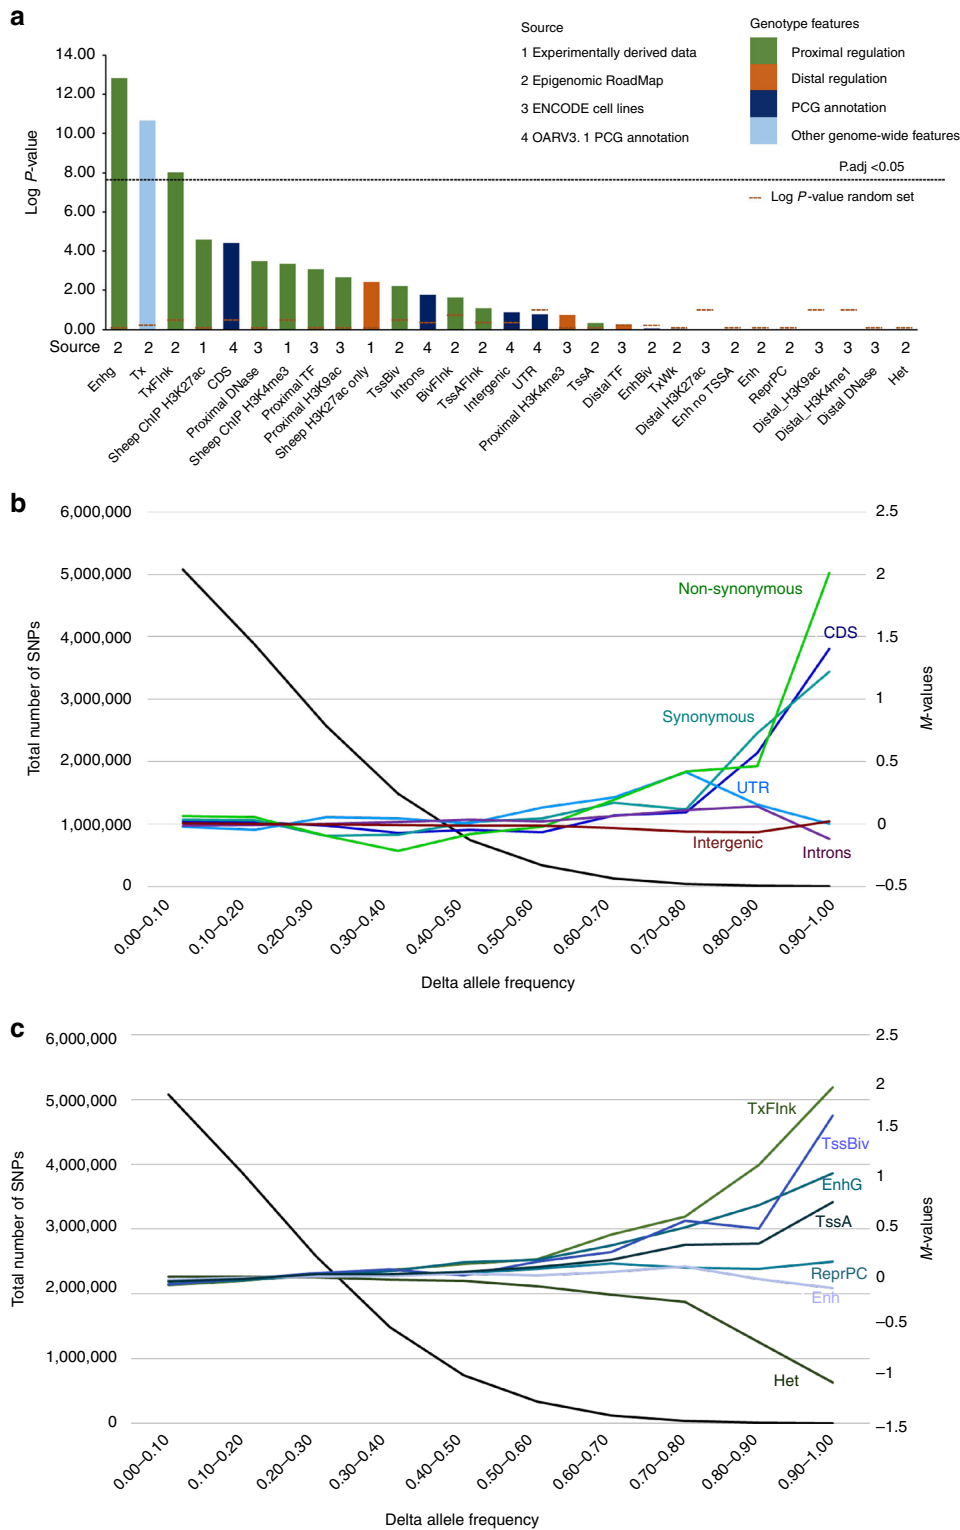 a
Source
1 Experimentally derived data
2 Epigenomic RoadMap
3 ENCODE cell lines
4 OARV3. 1 PCG annotation
Genotype features
Proximal regulation
Distal regulation
PCG annotation
Other genome-wide features
P.adj <0.05
Log P-value random set
Log P-value
14.00
12.00
10.00
8.00
6.00
4.00
2.00
0.00
Source 2 2 2 1 4 3 1 3 3 1 2 4 2 2 4 4 3 2 3 2 2 3 2 2 2 3 3 3 2
Enhg
Tx
TxFlnk
Sheep ChIP H3K27ac
CDS
Proximal DNase
Sheep ChIP H3K4me3
Proximal TF
Proximal H3K9ac
Sheep H3K27ac only
TssBiv
Introns
BivFlnk
TssAFlnk
Intergenic
UTR
Proximal H3K4me3
TssA
Distal TF
EnhBiv
TxWk
Distal H3K27ac
Enh no TSSA
Enh
ReprPC
Distal_H3K9ac
Distal_H3K4me1
Distal DNase
Het
b
Total number of SNPs
6,000,000
5,000,000
4,000,000
3,000,000
2,000,000
1,000,000
0
2.5
2
1.5
1
0.5
0
−0.5
M-values
Non-synonymous
CDS
Synonymous
UTR
Intergenic
Introns
0.00–0.10
0.10–0.20
0.20–0.30
0.30–0.40
0.40–0.50
0.50–0.60
0.60–0.70
0.70–0.80
0.80–0.90
0.90–1.00
Delta allele frequency
c
Total number of SNPs
6,000,000
5,000,000
4,000,000
3,000,000
2,000,000
1,000,000
0
2.5
2
1.5
1
0.5
0
−0.5
−1
−1.5
M-values
TxFlnk
TssBiv
EnhG
TssA
ReprPC
Enh
Het
0.00–0.10
0.10–0.20
0.20–0.30
0.30–0.40
0.40–0.50
0.50–0.60
0.60–0.70
0.70–0.80
0.80–0.90
0.90–1.00
Delta allele frequency